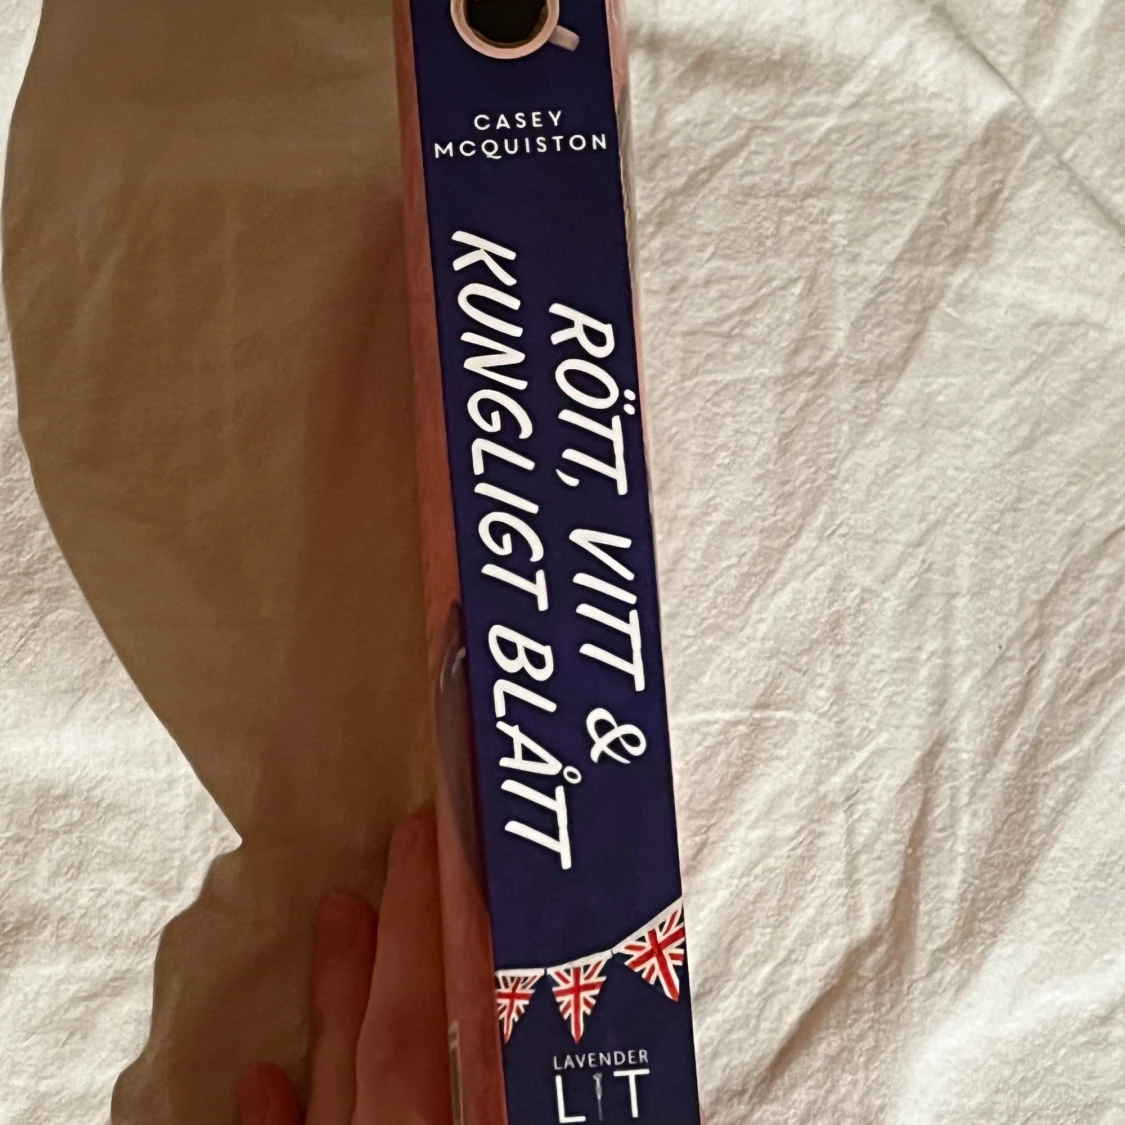 CASEY
MCQUISTON
RÖTT, VITT &
KUNGLIGT BLÅTT
LAVENDER
LIT